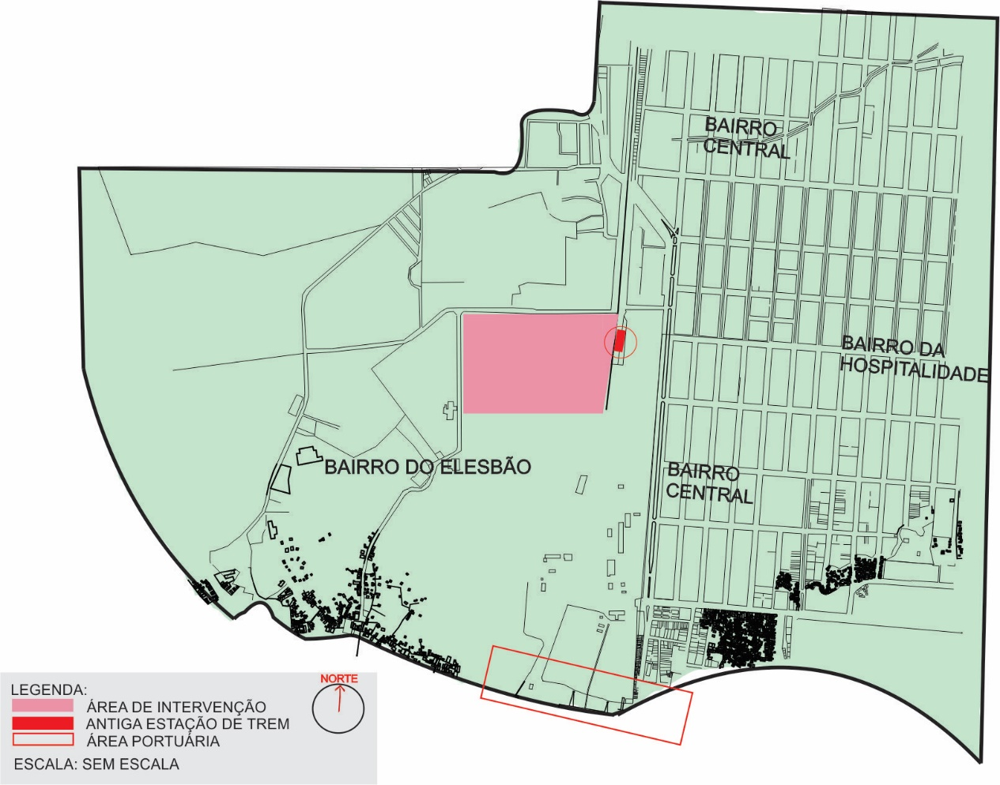 BAIRRO
CENTRAL
BAIRRO DA
HOSPITALIDADE
BAIRRO DO ELESBÃO
BAIRRO
CENTRAL
LEGENDA:
ÁREA DE INTERVENÇÃO
ANTIGA ESTAÇÃO DE TREM
ÁREA PORTUÁRIA
ESCALA: SEM ESCALA
NORTE